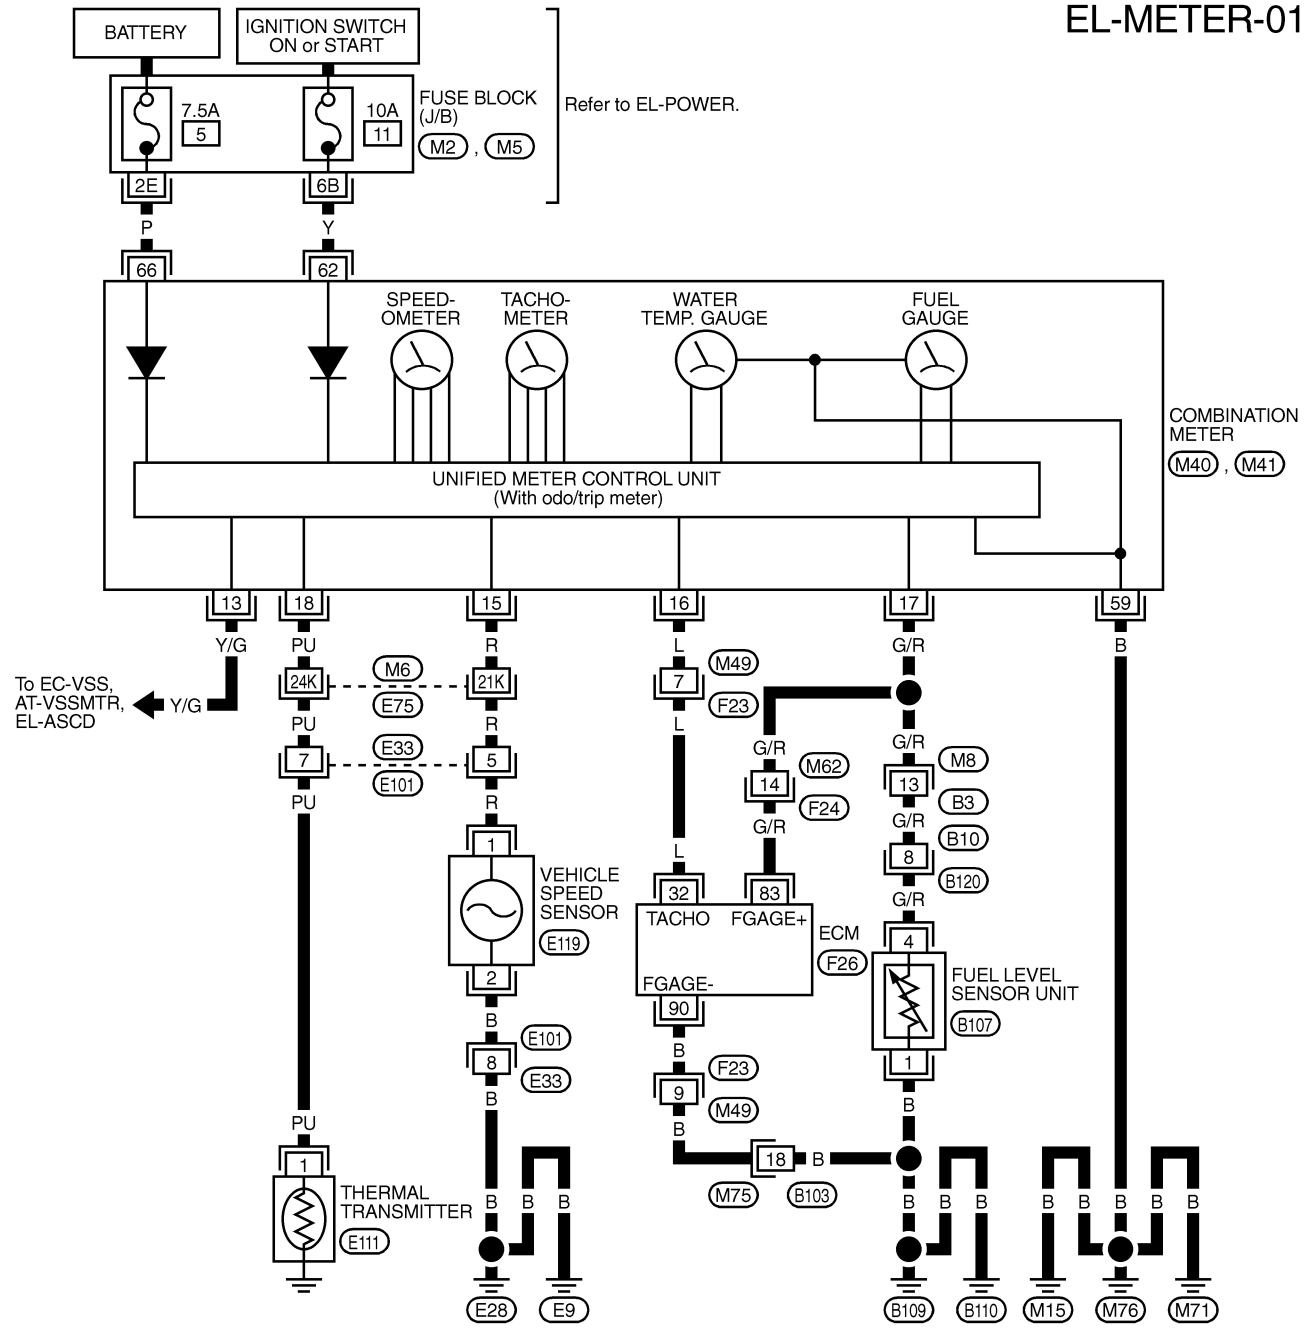 EL-METER-01
BATTERY
IGNITION SWITCH
ON or START
7.5A
5
10A
11
FUSE BLOCK
(J/B)
M2 , M5
Refer to EL-POWER.
2E
6B
P
Y
66
62
SPEED-
OMETER
TACHO-
METER
WATER
TEMP. GAUGE
FUEL
GAUGE
COMBINATION
METER
M40 , M41
UNIFIED METER CONTROL UNIT
(With odo/trip meter)
13
18
15
16
17
59
Y/G
PU
R
L
G/R
B
To EC-VSS,
AT-VSSMTR,
EL-ASCD
Y/G
24K
M6
E75
21K
7
M49
F23
PU
R
L
G/R
7
E33
E101
5
G/R
14
M62
F24
13
M8
B3
PU
R
G/R
G/R
B10
8
B120
1
L
G/R
VEHICLE
SPEED
SENSOR
E119
2
32
83
TACHO
FGAGE+
ECM
F26
FGAGE-
90
4
FUEL LEVEL
SENSOR UNIT
B107
1
B
B
E101
8
E33
F23
9
M49
B
B
B
PU
18
B
M75
B103
1
THERMAL
TRANSMITTER
E111
B
B
B
B
B
B
B
B
B
B
B
E28
E9
B109
B110
M15
M76
M71